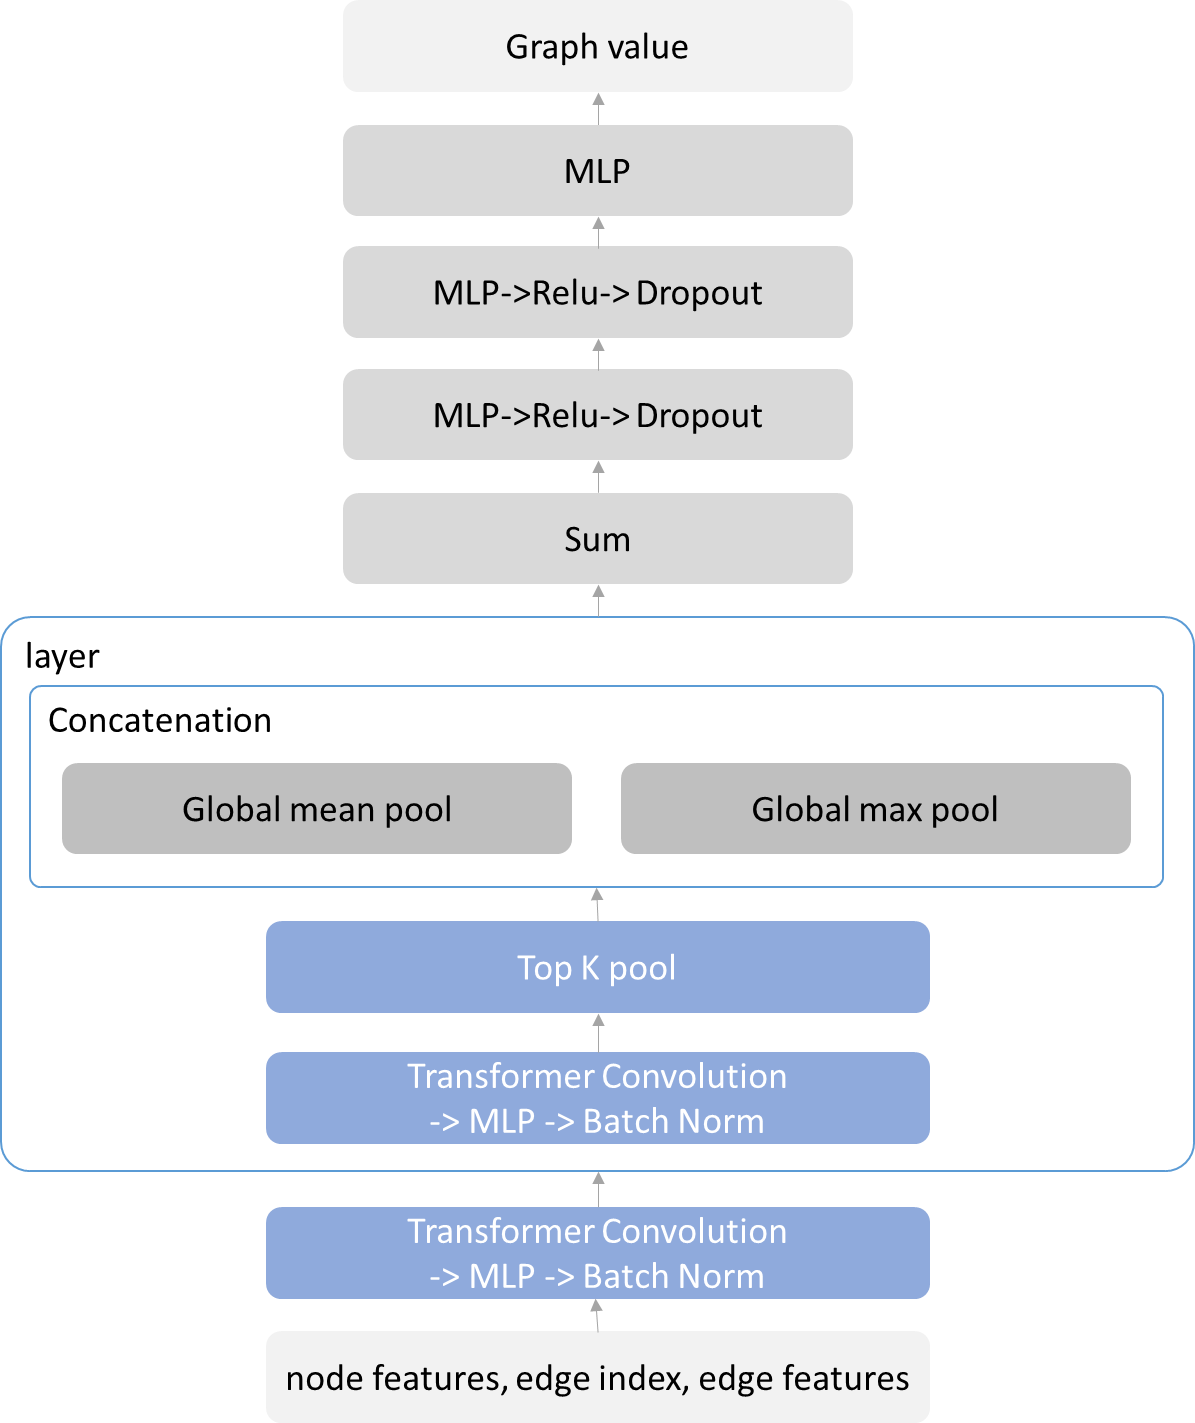 Graph value
MLP
MLP->Relu-> Dropout
MLP->Relu-> Dropout
Sum
layer
Concatenation
Global mean pool
Global max pool
Top K pool
Transformer Convolution
-> MLP -> Batch Norm
Transformer Convolution
-> MLP -> Batch Norm
node features, edge index, edge features